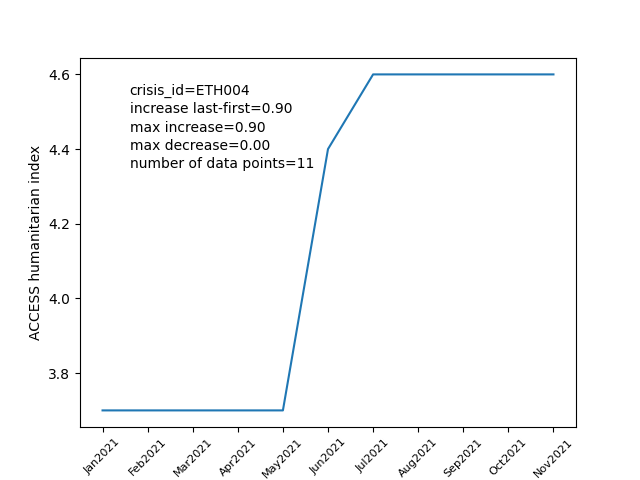 crisis_id=ETH004
increase last-first=0.90
max increase=0.90
max decrease=0.00
number of data points=11
ACCESS humanitarian index
4.6
4.4
4.2
4.0
3.8
Jan2021
Feb2021
Mar2021
Apr2021
May2021
Jun2021
Jul2021
Aug2021
Sep2021
Oct2021
Nov2021